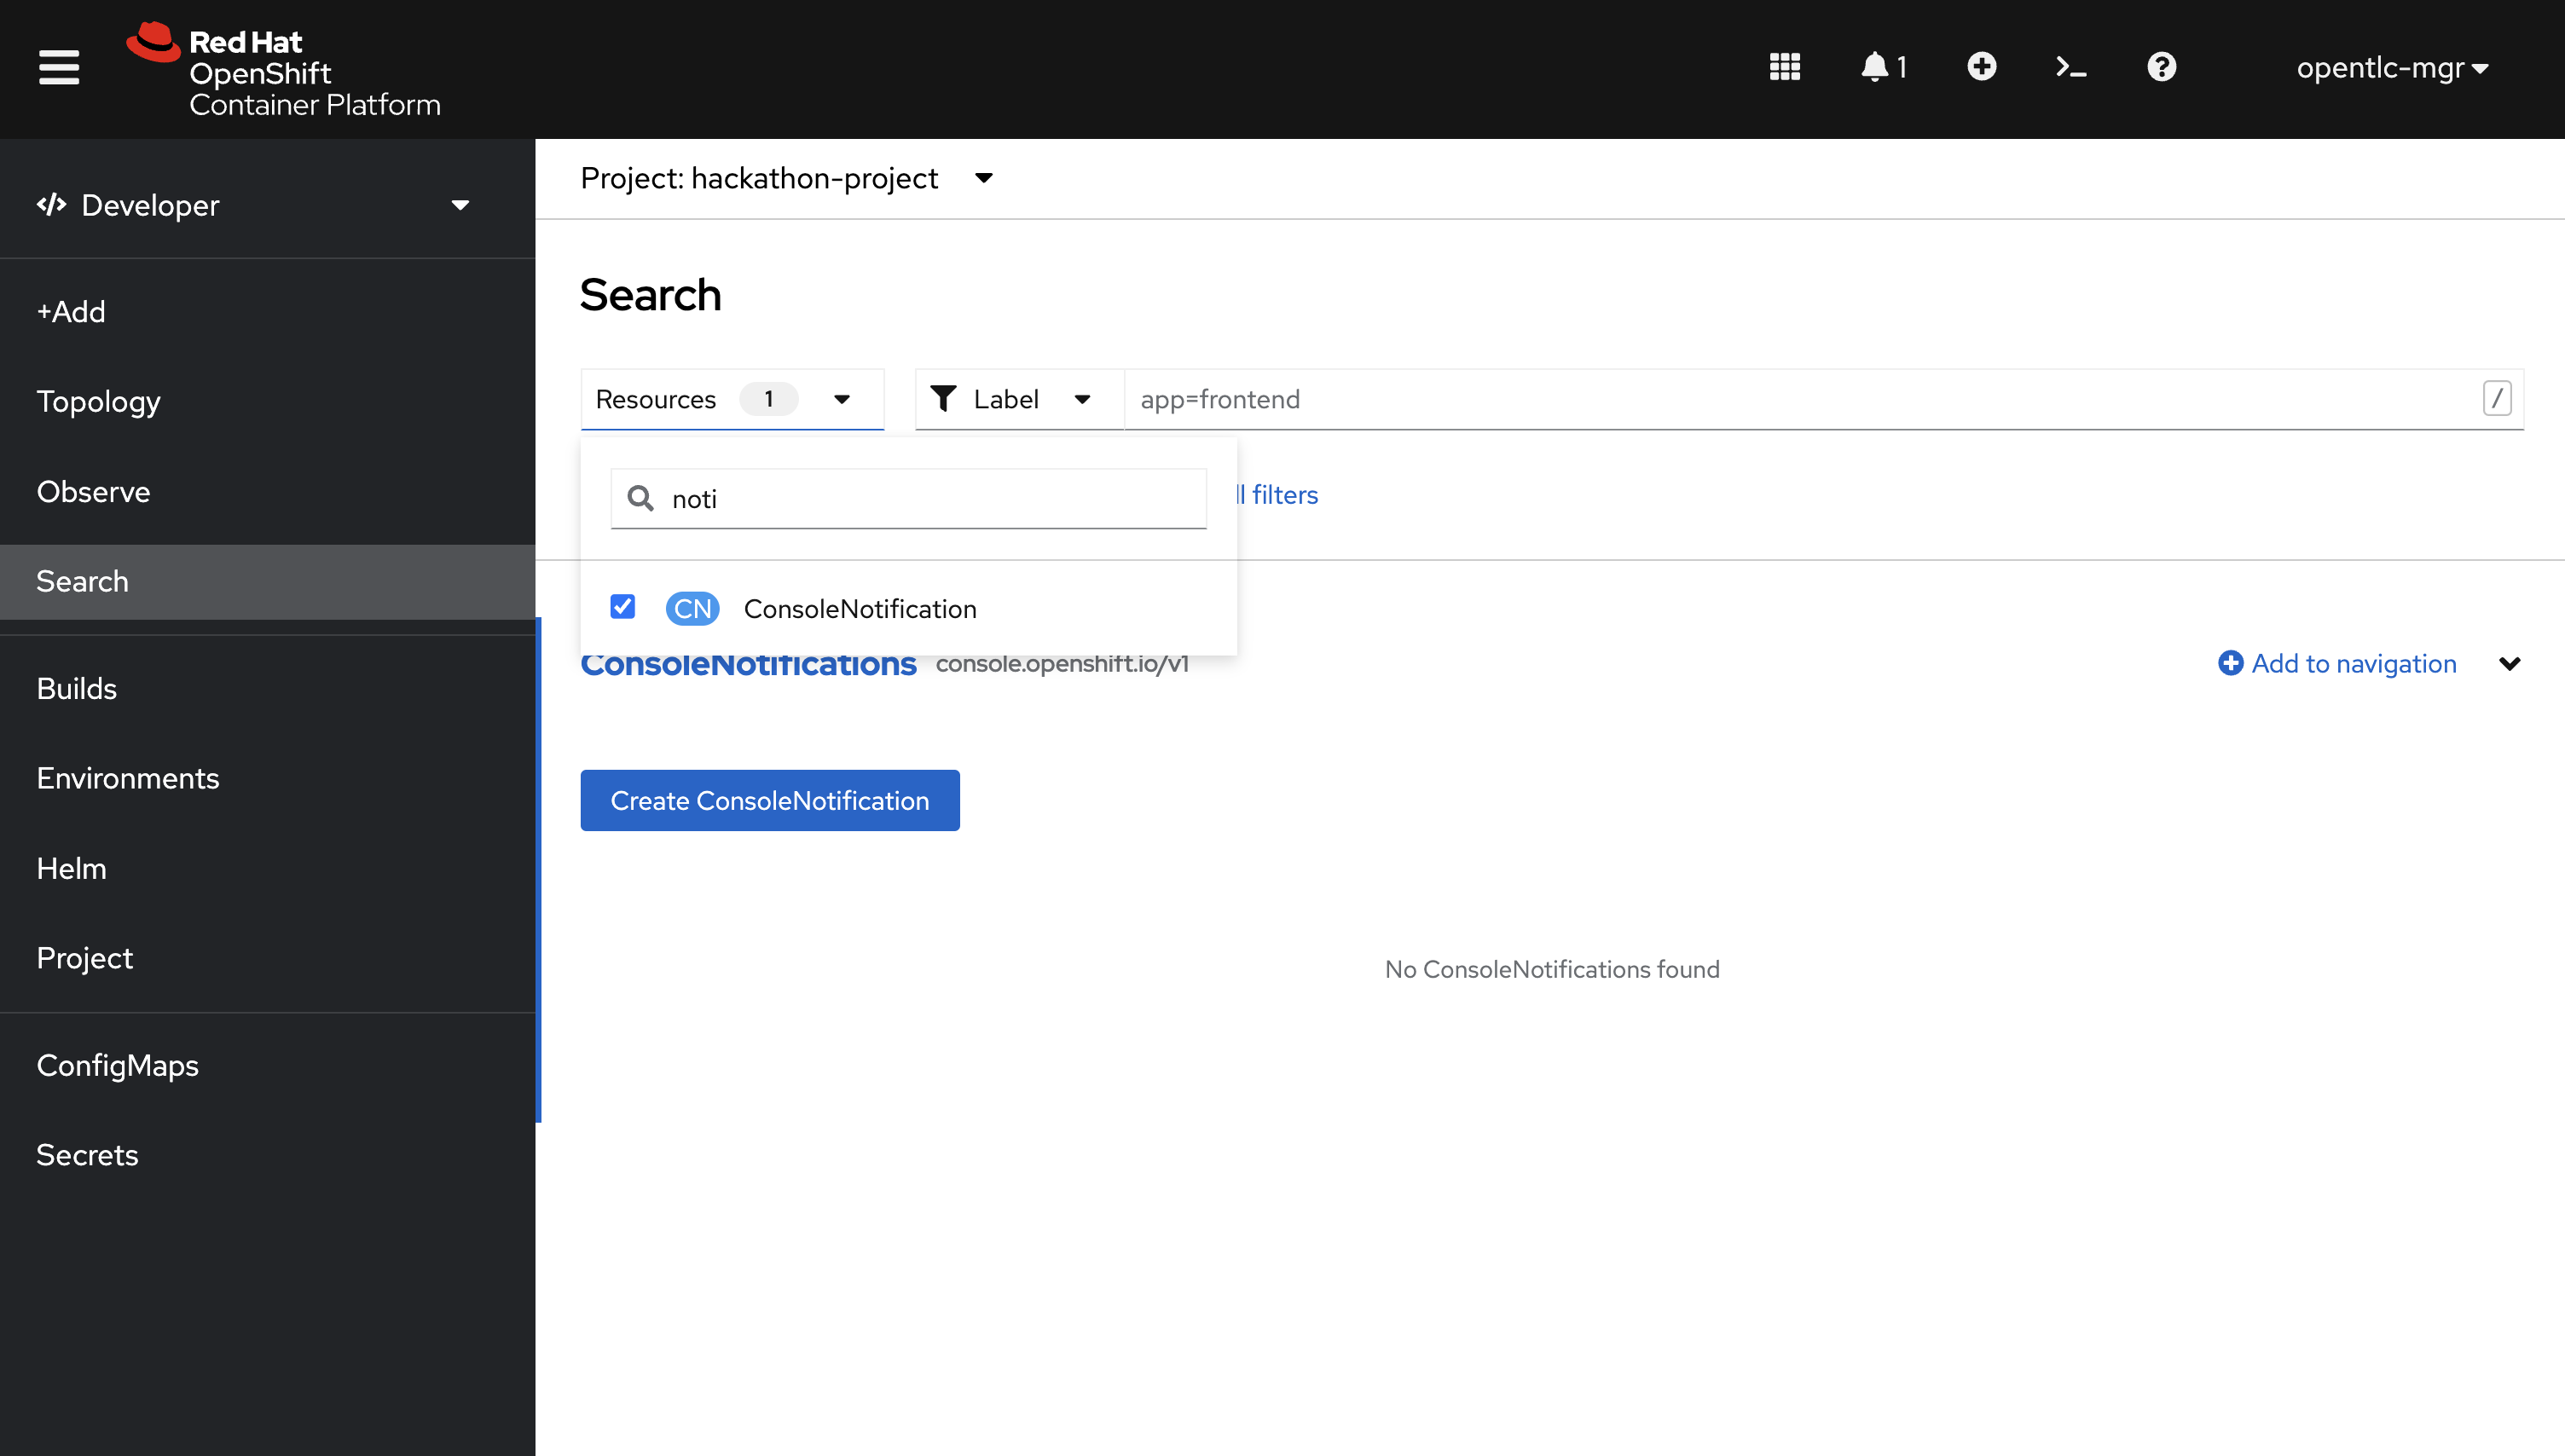 Red Hat
OpenShift
Container Platform
1
opentlc-mgr
Developer
+Add
Topology
Observe
Search
Builds
Environments
Helm
Project
ConfigMaps
Secrets
Project: hackathon-project
Search
Resources 1
Label
app=frontend
/
noti
ll filters
CN ConsoleNotification
ConsoleNotifications console.openshift.io/v1
Add to navigation
Create ConsoleNotification
No ConsoleNotifications found